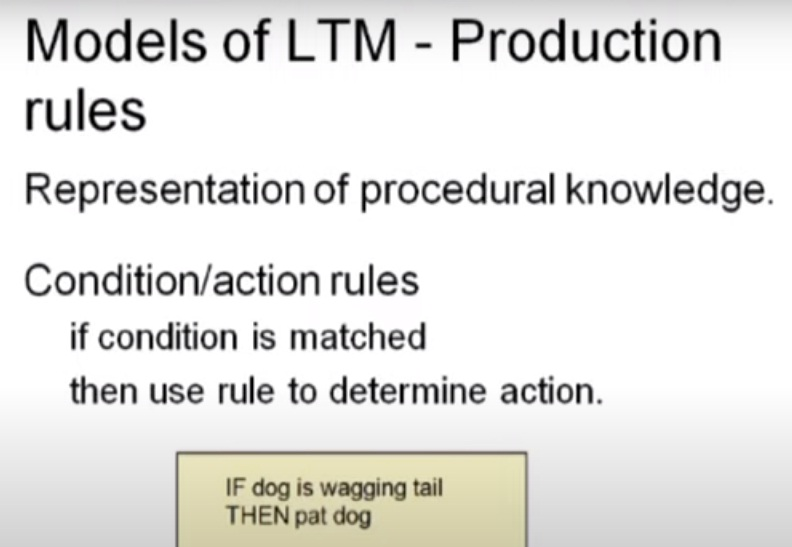 Models of LTM - Production
rules
Representation of procedural knowledge.
Condition/action rules
if condition is matched
then use rule to determine action.
IF dog is wagging tail
THEN pat dog